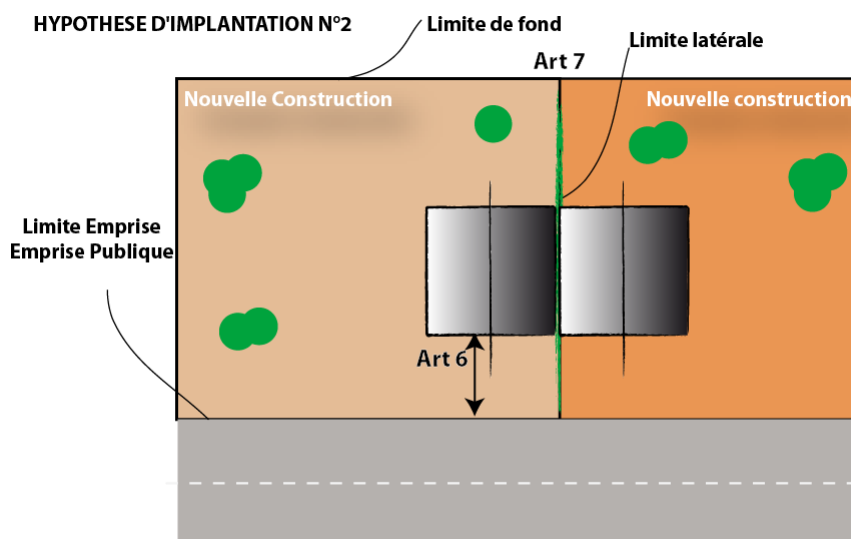 HYPOTHESE D'IMPLANTATION N°2
Limite de fond
Limite latérale
Art 7
Nouvelle Construction
Nouvelle construction
Limite Emprise
Emprise Publique
Art 6